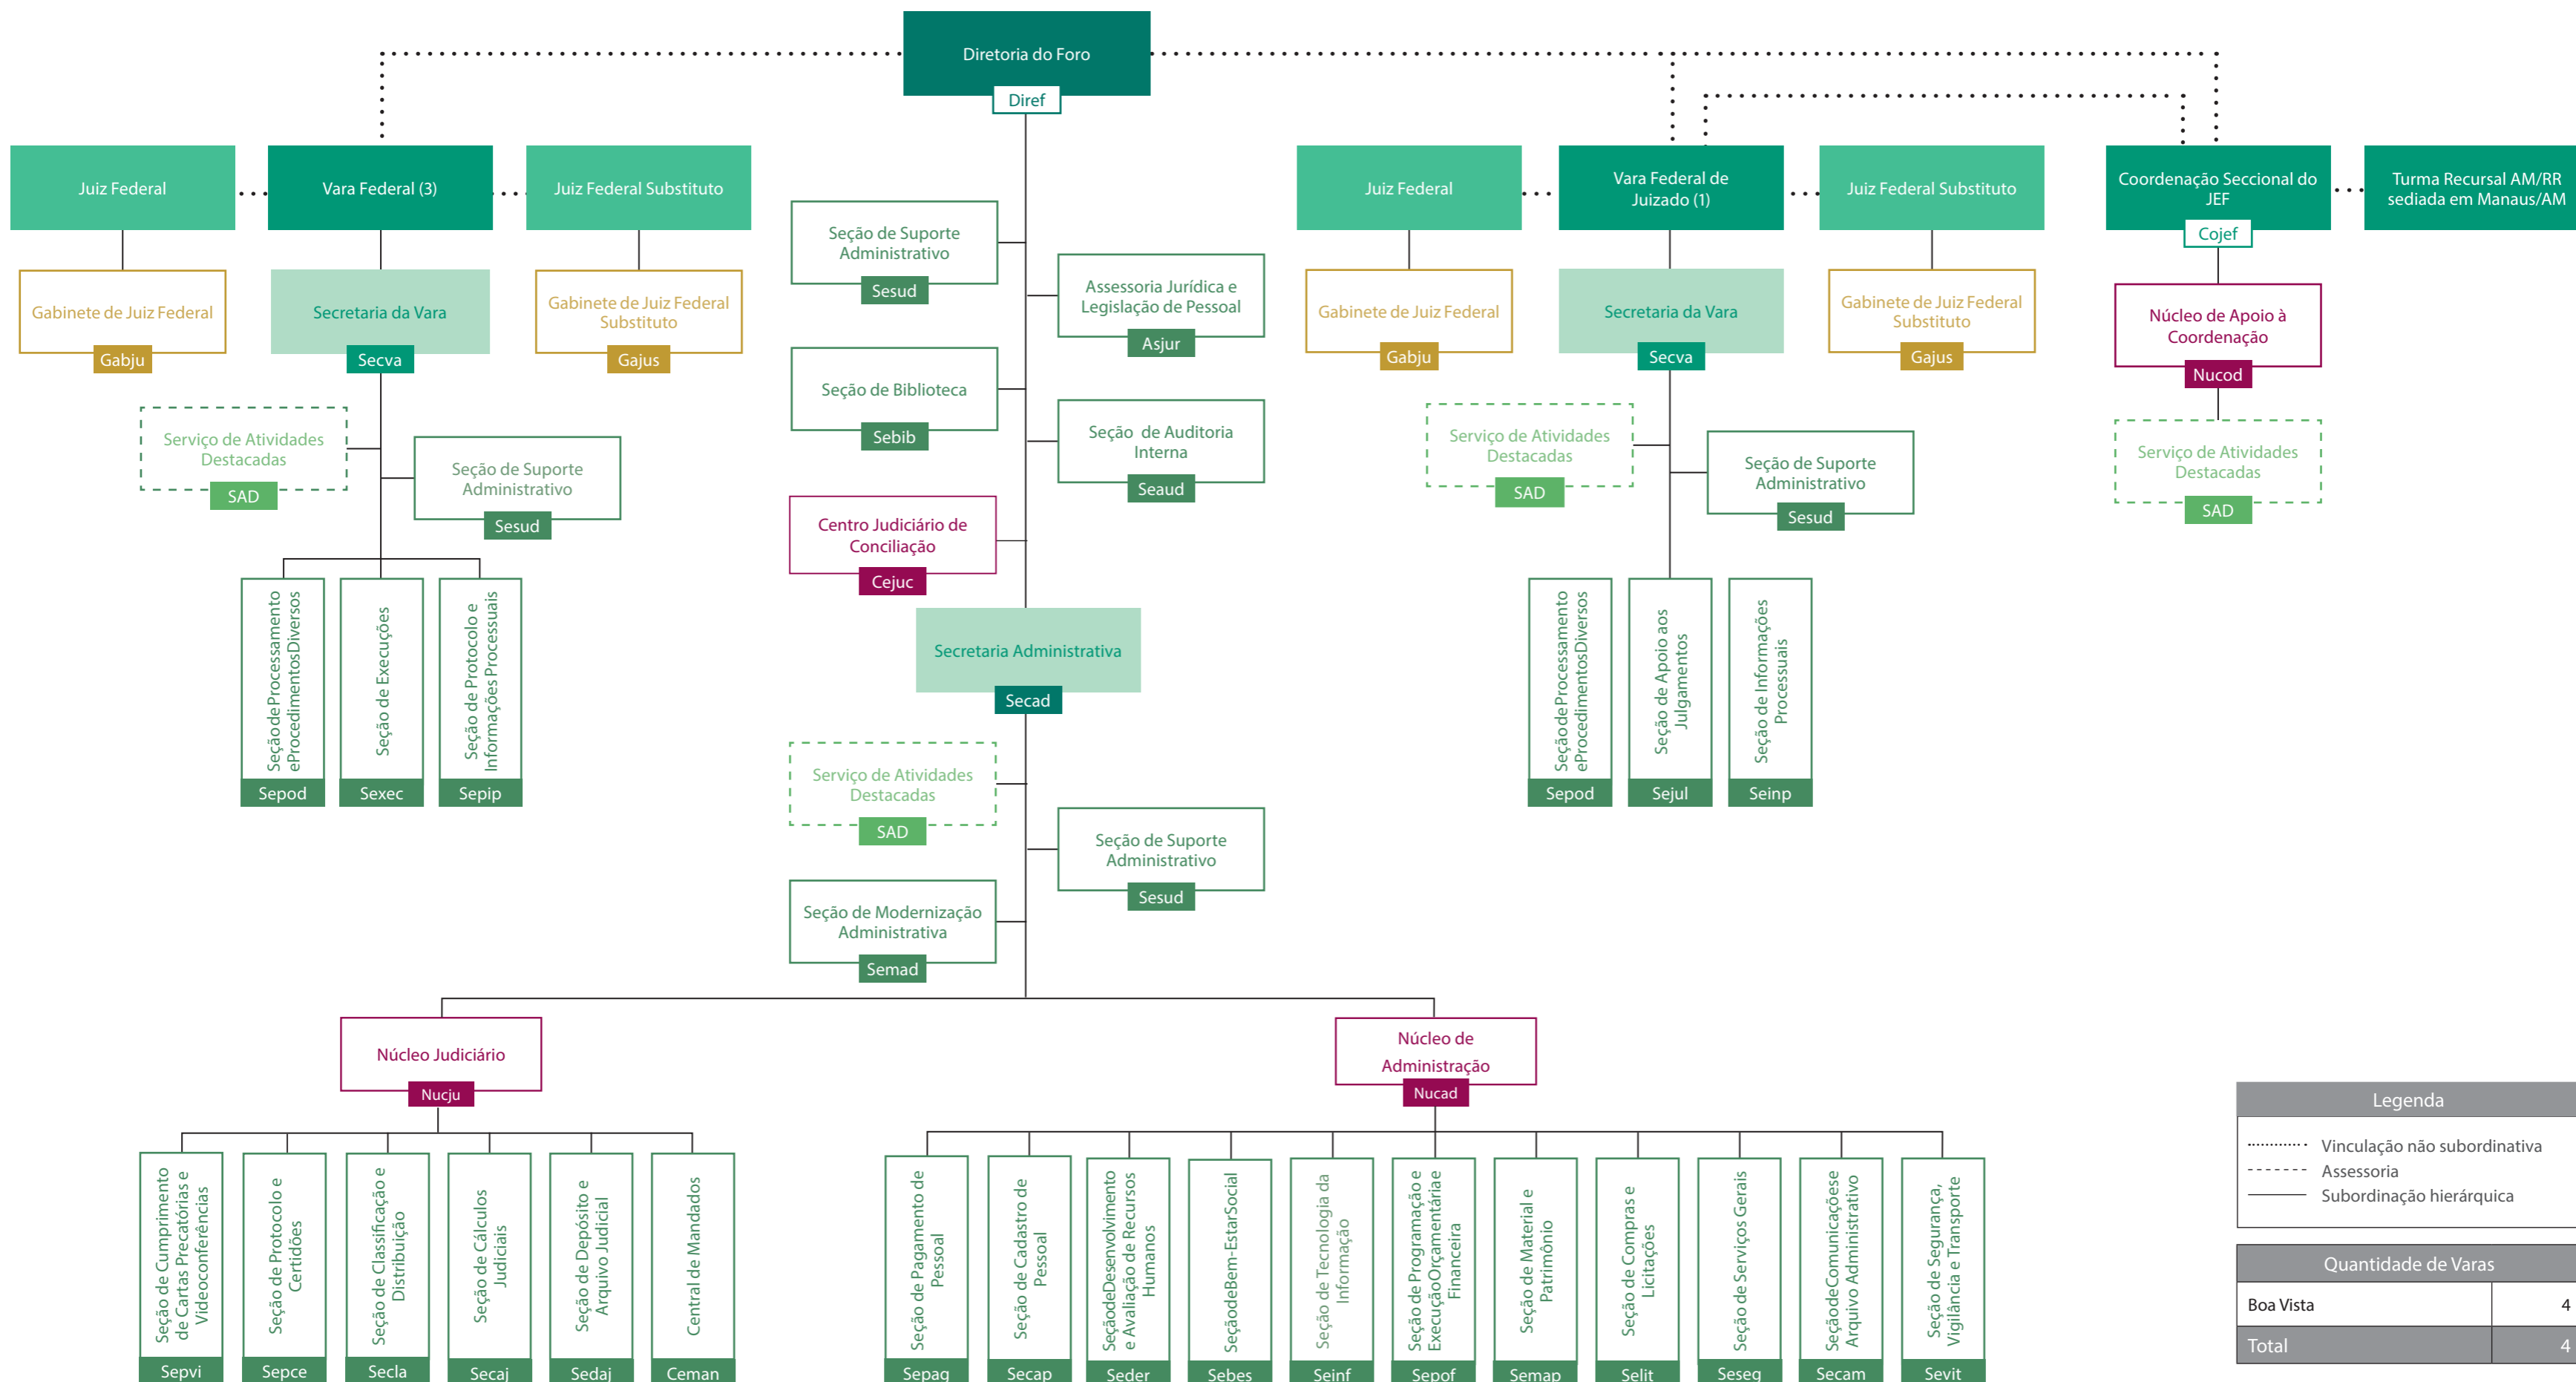 Diretoria do Foro
Diref
Juiz Federal
Vara Federal (3)
Juiz Federal Substituto
Gabinete de Juiz Federal
Gabju
Secretaria da Vara
Secva
Gabinete de Juiz Federal
Substituto
Gajus
Serviço de Atividades
Destacadas
SAD
Seção de Suporte
Administrativo
Sesud
Seção de Processamento
e Procedimentos Diversos
Sepod
Seção de Execuções
Sexec
Seção de Protocolo e
Informações Processuais
Sepip
Seção de Suporte
Administrativo
Sesud
Assessoria Jurídica e
Legislação de Pessoal
Asjur
Seção de Biblioteca
Sebib
Seção de Auditoria
Interna
Seaud
Centro Judiciário de
Conciliação
Cejuc
Secretaria Administrativa
Secad
Serviço de Atividades
Destacadas
SAD
Seção de Suporte
Administrativo
Sesud
Seção de Modernização
Administrativa
Semad
Juiz Federal
Vara Federal de
Juizado (1)
Juiz Federal Substituto
Gabinete de Juiz Federal
Gabju
Secretaria da Vara
Secva
Gabinete de Juiz Federal
Substituto
Gajus
Serviço de Atividades
Destacadas
SAD
Seção de Suporte
Administrativo
Sesud
Seção de Processamento
e Procedimentos Diversos
Sepod
Seção de Apoio aos
Julgamentos
Sejul
Seção de Informações
Processuais
Seinp
Coordenação Seccional do
JEF
Cojef
Turma Recursal AM/RR
sediada em Manaus/AM
Núcleo de Apoio à
Coordenação
Nucod
Serviço de Atividades
Destacadas
SAD
Núcleo Judiciário
Nucju
Seção de Cumprimento
de Cartas Precatórias e
Videoconferências
Sepvi
Seção de Protocolo e
Certidões
Sepce
Seção de Classificação e
Distribuição
Secla
Seção de Cálculos
Judiciais
Secaj
Seção de Depósito e
Arquivo Judicial
Sedaj
Central de Mandados
Ceman
Núcleo de
Administração
Nucad
Seção de Pagamento de
Pessoal
Sepag
Seção de Cadastro de
Pessoal
Secap
Seção de Desenvolvimento
e Avaliação de Recursos
Humanos
Seder
Seção de Bem-Estar Social
Sebes
Seção de Tecnologia da
Informação
Seinf
Seção de Programação e
Execução Orçamentária e
Financeira
Sepof
Seção de Material e
Patrimônio
Semap
Seção de Compras e
Licitações
Selit
Seção de Serviços Gerais
Seseg
Seção de Comunicações e
Arquivo Administrativo
Secam
Seção de Segurança,
Vigilância e Transporte
Sevit
Legenda
Vinculação não subordinativa
Assessoria
Subordinação hierárquica
Quantidade de Varas
Boa Vista 4
Total 4